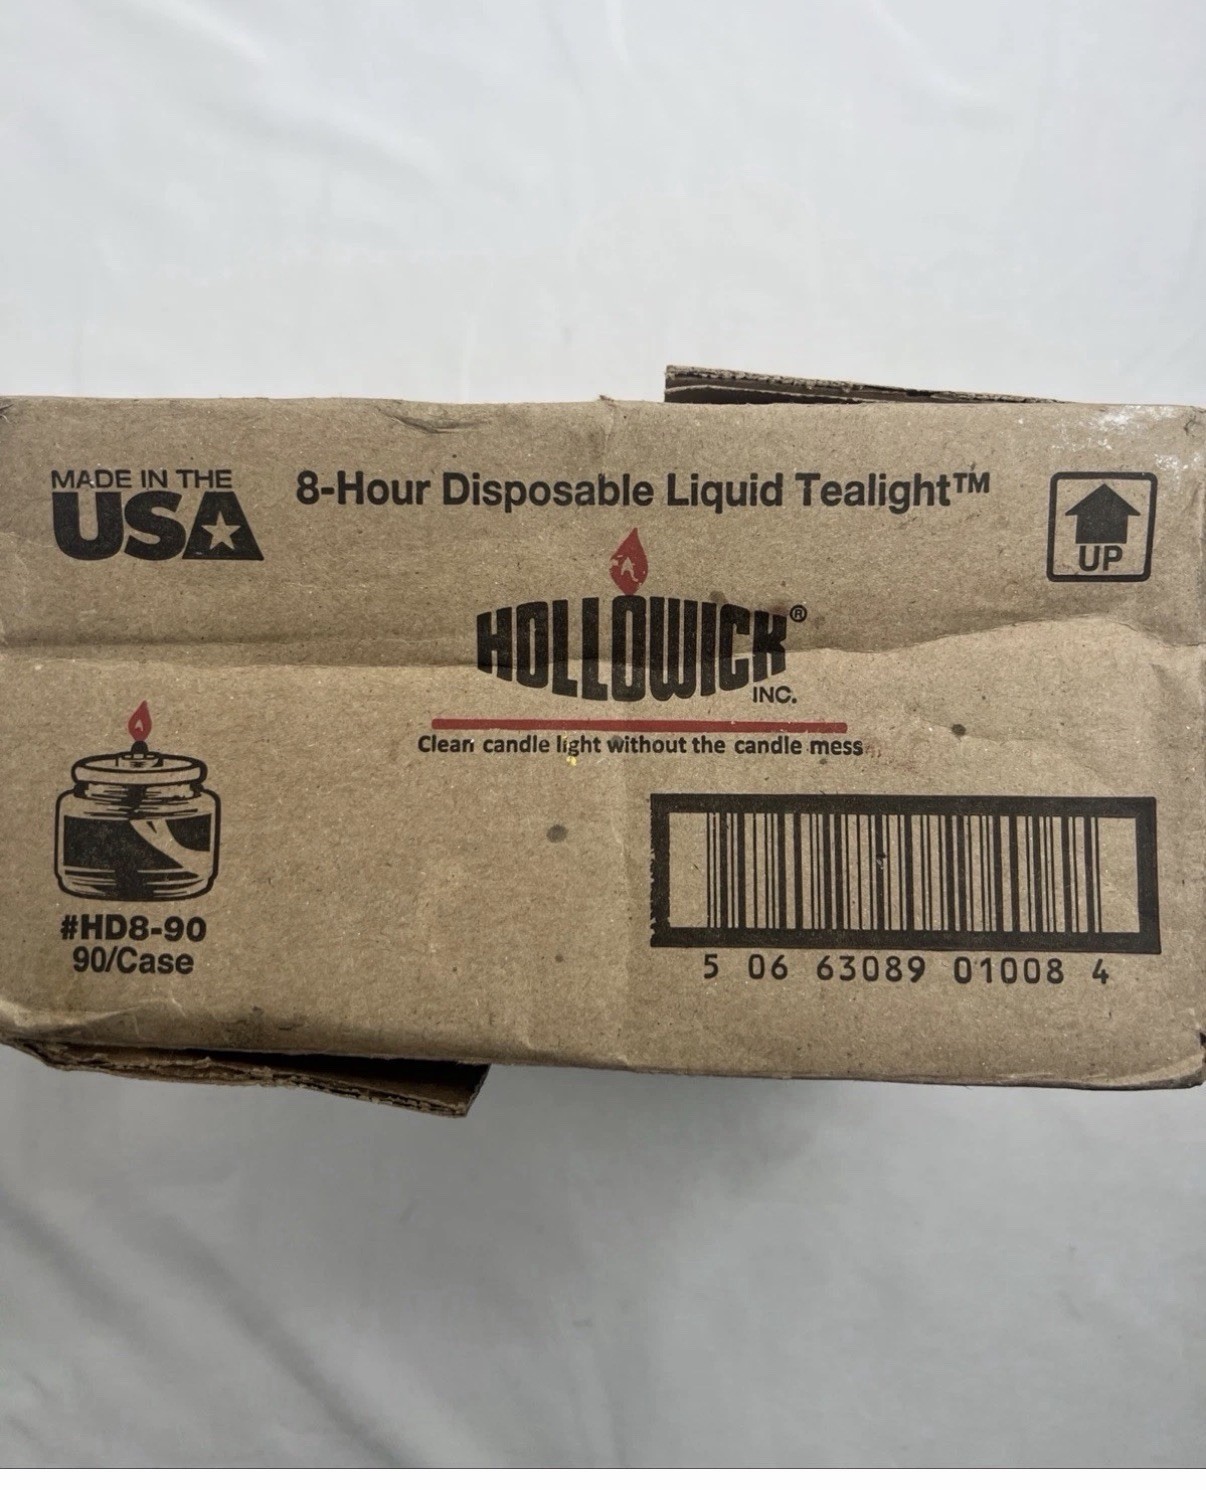 MADE IN THE
USA
8-Hour Disposable Liquid Tealight™
UP
HOLLOWICK®
INC.
Clean candle light without the candle mess
#HD8-90
90/Case
5 06 63089 01008 4